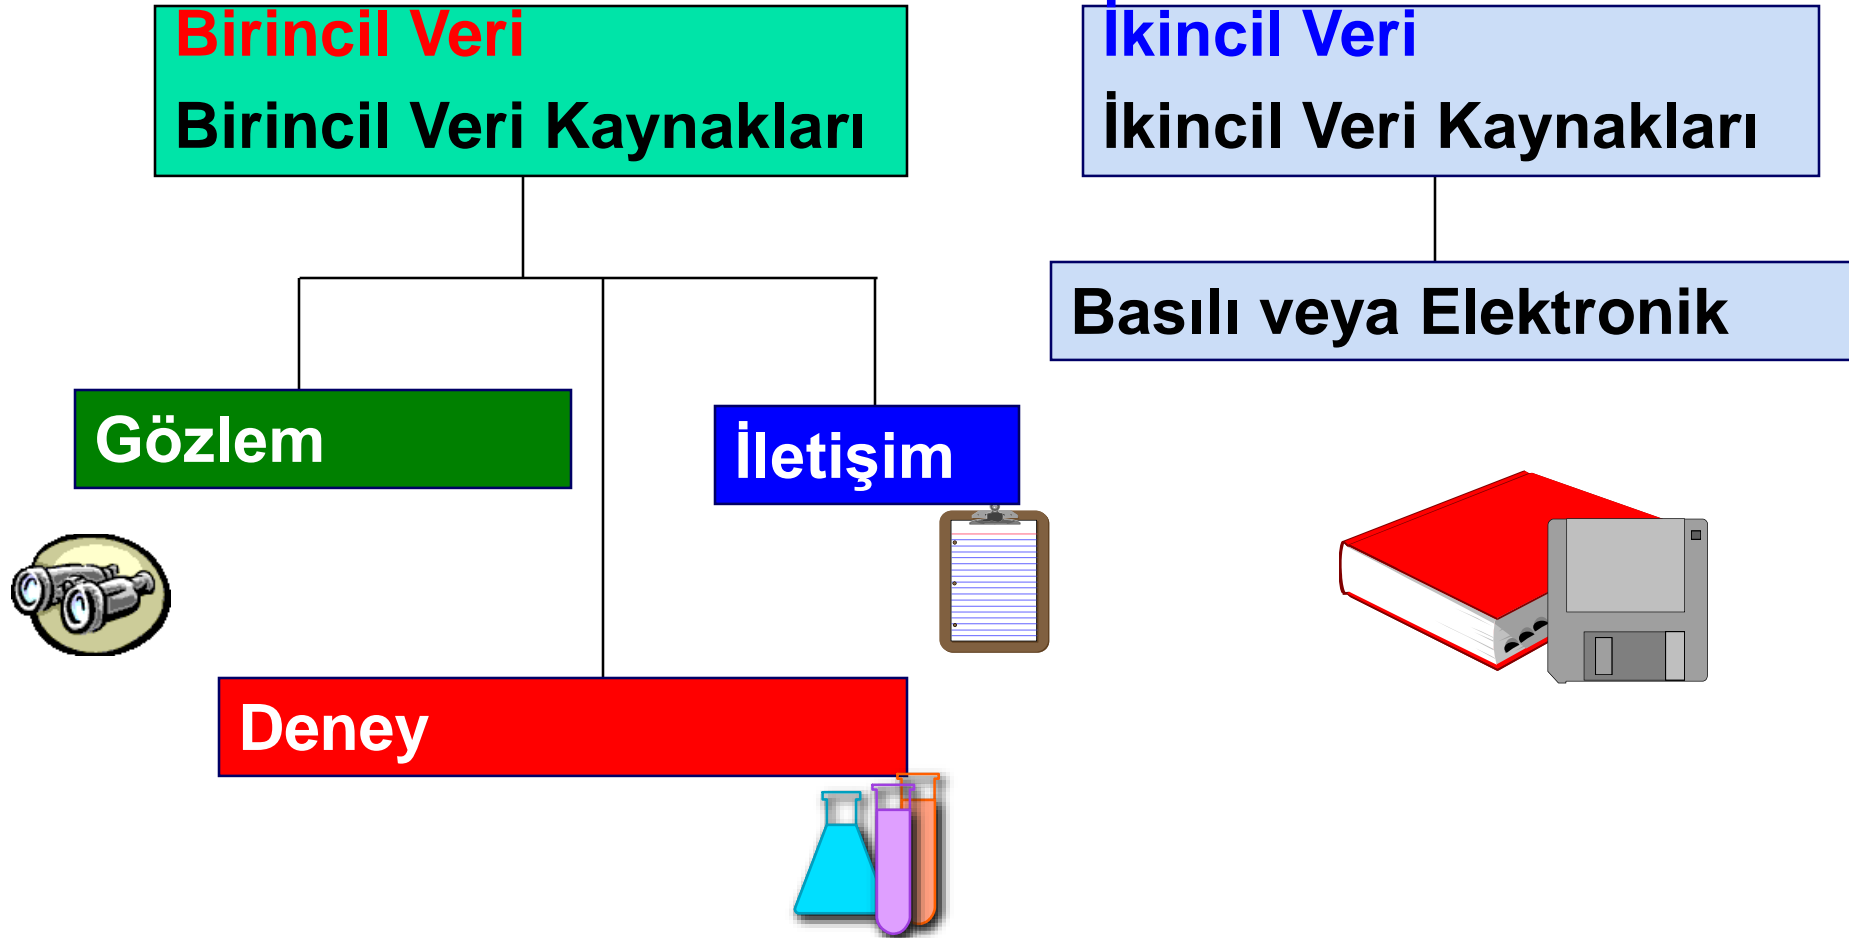 Birincil Veri
Birincil Veri Kaynakları
İkincil Veri
İkincil Veri Kaynakları
Basılı veya Elektronik
Gözlem
İletişim
Deney